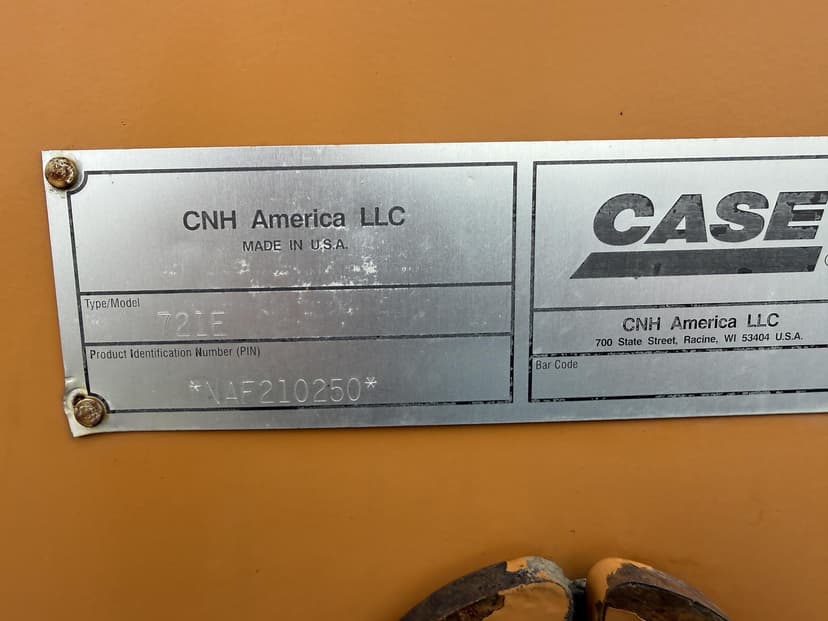 CNH America LLC
MADE IN U.S.A.
Type/Model
721E
Product Identification Number (PIN)
*NAF210250*
CASE
CNH America LLC
700 State Street, Racine, WI 53404 U.S.A.
Bar Code